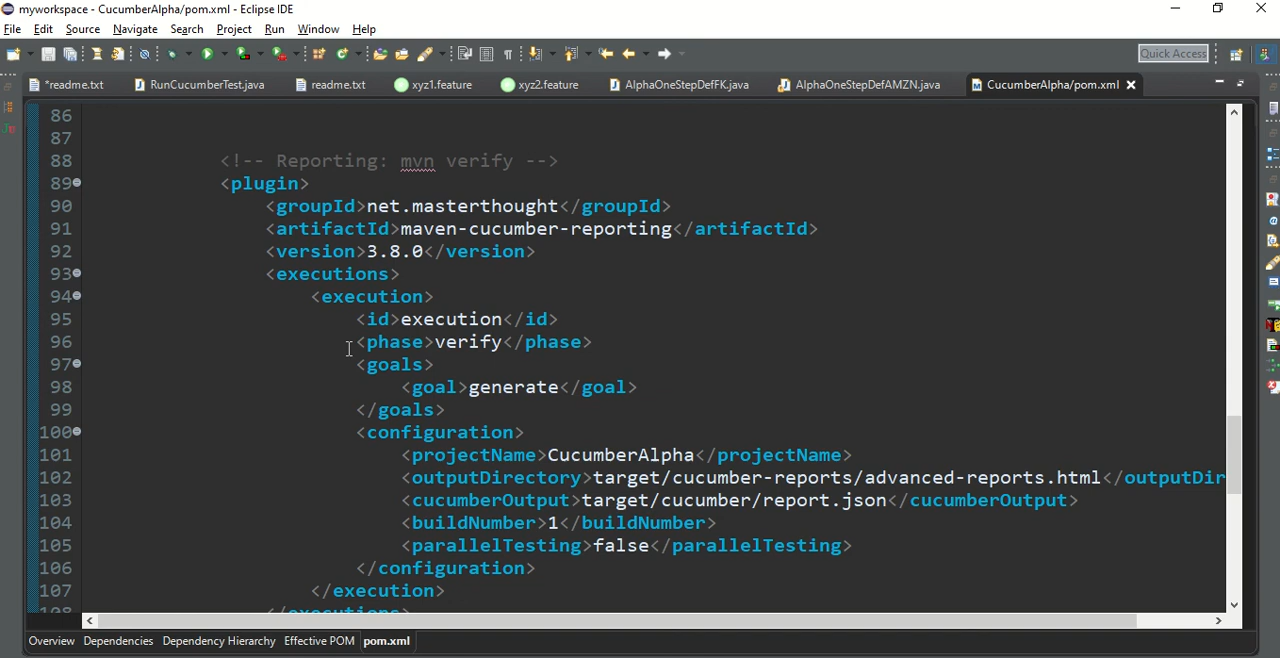 myworkspace - CucumberAlpha/pom.xml - Eclipse IDE
File Edit Source Navigate Search Project Run Window Help
Quick Access
*readme.txt RunCucumberTest.java readme.txt xyz1.feature xyz2.feature AlphaOneStepDefFK.java AlphaOneStepDefAMZN.java CucumberAlpha/pom.xml
86
87
88 <!-- Reporting: mvn verify -->
89 <plugin>
90 <groupId>net.masterthought</groupId>
91 <artifactId>maven-cucumber-reporting</artifactId>
92 <version>3.8.0</version>
93 <executions>
94 <execution>
95 <id>execution</id>
96 <phase>verify</phase>
97 <goals>
98 <goal>generate</goal>
99 </goals>
100 <configuration>
101 <projectName>CucumberAlpha</projectName>
102 <outputDirectory>target/cucumber-reports/advanced-reports.html</outputDir
103 <cucumberOutput>target/cucumber/report.json</cucumberOutput>
104 <buildNumber>1</buildNumber>
105 <parallelTesting>false</parallelTesting>
106 </configuration>
107 </execution>
108 </executions>
Overview Dependencies Dependency Hierarchy Effective POM pom.xml